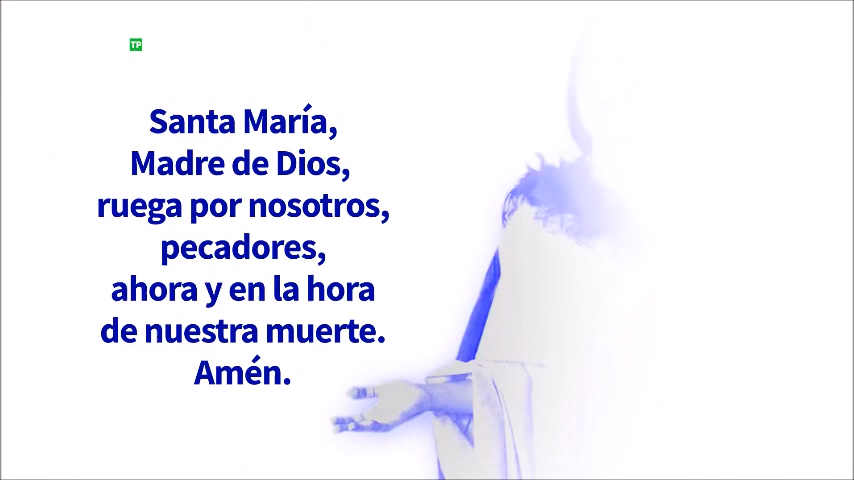 TP
Santa María,
Madre de Dios,
ruega por nosotros,
pecadores,
ahora y en la hora
de nuestra muerte.
Amén.